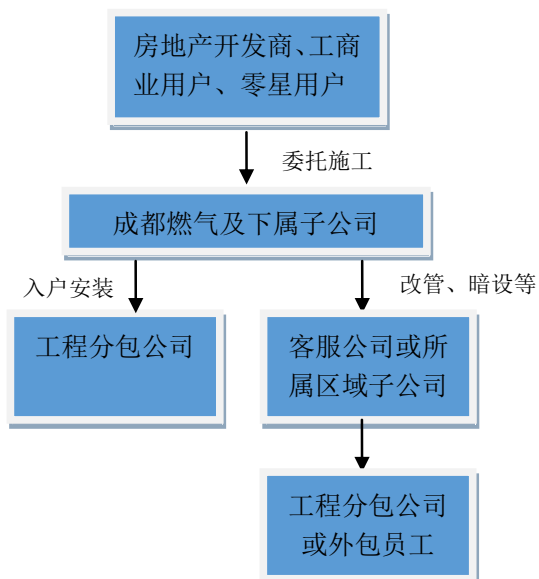 房地产开发商、工商
业用户、零星用户
委托施工
成都燃气及下属子公司
入户安装
改管、暗设等
工程分包公司
客服公司或所
属区域子公司
工程分包公司
或外包员工